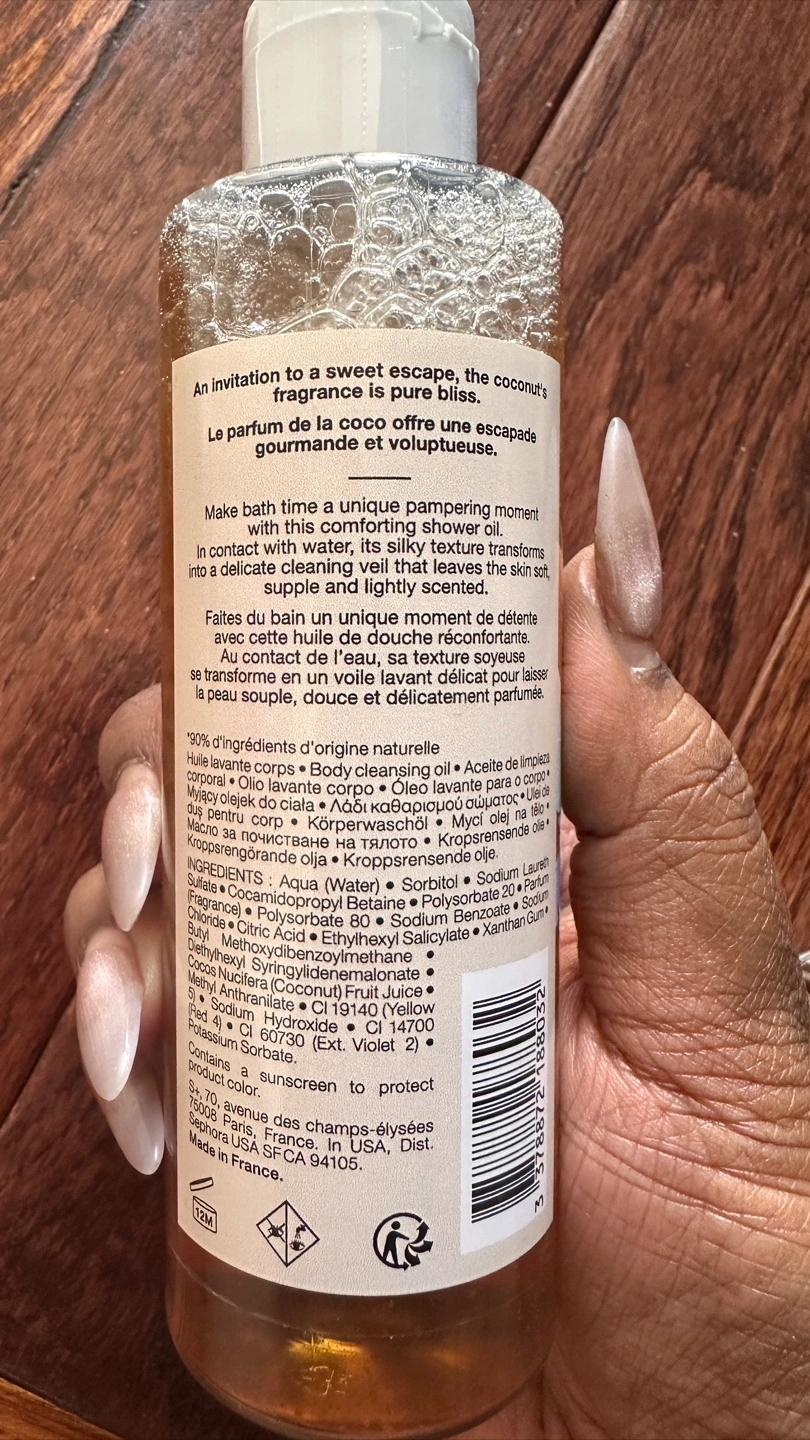 An invitation to a sweet escape, the coconut's
fragrance is pure bliss.
Le parfum de la coco offre une escapade
gourmande et voluptueuse.
Make bath time a unique pampering moment
with this comforting shower oil.
In contact with water, its silky texture transforms
into a delicate cleaning veil that leaves the skin soft,
supple and lightly scented.
Faites du bain un unique moment de détente
avec cette huile de douche réconfortante.
Au contact de l'eau, sa texture soyeuse
se transforme en un voile lavant délicat pour laisser
la peau souple, douce et délicatement parfumée.
*90% d'ingrédients d'origine naturelle
Huile lavante corps • Body cleansing oil • Aceite de limpieza
corporal • Olio lavante corpo • Óleo lavante para o corpo •
Myjący olejek do ciała • Λάδι καθαρισμού σώματος • Ulei de
duş pentru corp • Körperwaschöl • Mycí olej na tělo •
Масло за почистване на тялото • Kropsrensende olie •
Kroppsrengörande olja • Kroppsrensende olje.
INGREDIENTS : Aqua (Water) • Sorbitol • Sodium Laureth
Sulfate • Cocamidopropyl Betaine • Polysorbate 20 • Parfum
(Fragrance) • Polysorbate 80 • Sodium Benzoate • Sodium
Chloride • Citric Acid • Ethylhexyl Salicylate • Xanthan Gum •
Butyl Methoxydibenzoylmethane •
Diethylhexyl Syringylidenemalonate •
Cocos Nucifera (Coconut) Fruit Juice •
Methyl Anthranilate • CI 19140 (Yellow
5) • Sodium Hydroxide • CI 14700
(Red 4) • CI 60730 (Ext. Violet 2) •
Potassium Sorbate.
Contains a sunscreen to protect
product color.
S+, 70, avenue des champs-élysées
75008 Paris, France. In USA, Dist.
Sephora USA SF CA 94105.
Made in France.
12M
3 378872 188032